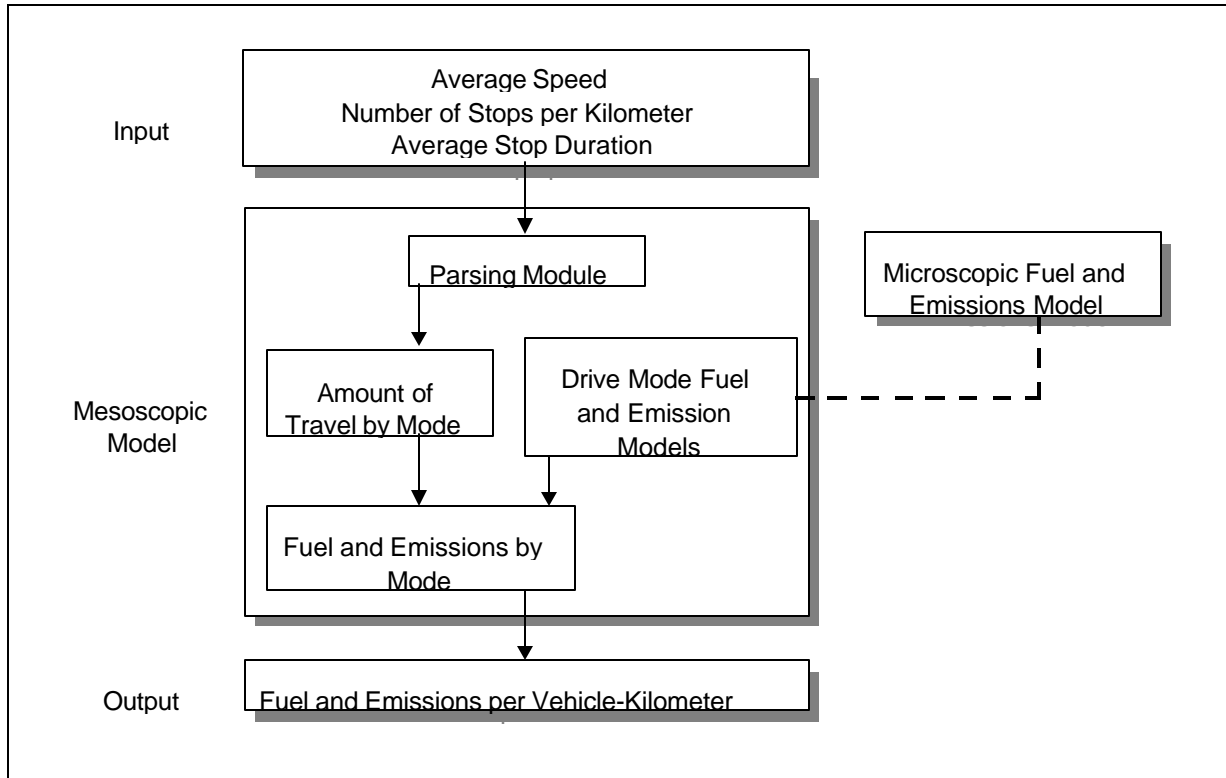 Average Speed
Number of Stops per Kilometer
Average Stop Duration
Input
Parsing Module
Microscopic Fuel and
Emissions Model
Amount of
Travel by Mode
Drive Mode Fuel
and Emission
Models
Mesoscopic
Model
Fuel and Emissions by
Mode
Output
Fuel and Emissions per Vehicle-Kilometer